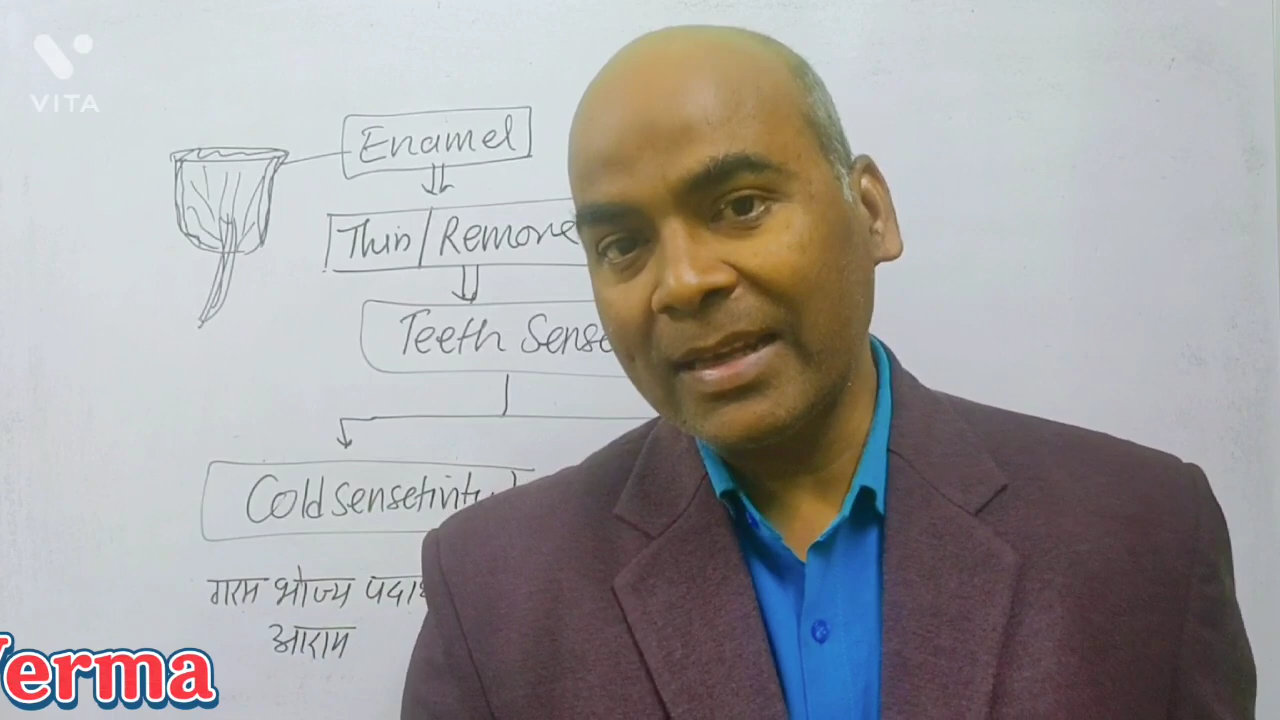 VITA
Enamel
Thin/Remove
Teeth Sense
Cold sensetivity
गरम भोज्य पदार्थ
आराम
Verma